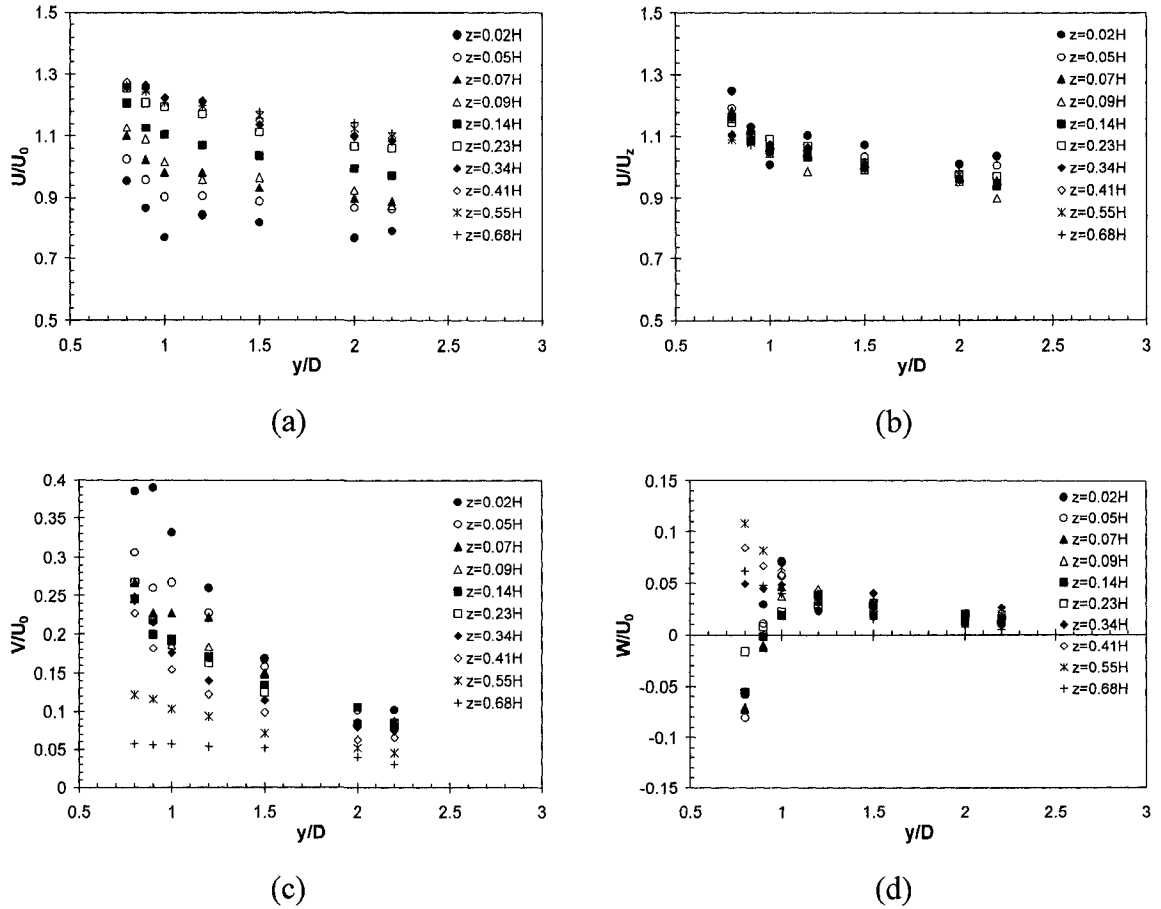 U/U0
1.5
1.3
1.1
0.9
0.7
0.5
0.5 1 1.5 2 2.5 3
y/D
z=0.02H
z=0.05H
z=0.07H
z=0.09H
z=0.14H
z=0.23H
z=0.34H
z=0.41H
z=0.55H
z=0.68H
(a)
U/Uz
1.5
1.3
1.1
0.9
0.7
0.5
0.5 1 1.5 2 2.5 3
y/D
z=0.02H
z=0.05H
z=0.07H
z=0.09H
z=0.14H
z=0.23H
z=0.34H
z=0.41H
z=0.55H
z=0.68H
(b)
V/U0
0.4
0.35
0.3
0.25
0.2
0.15
0.1
0.05
0
0.5 1 1.5 2 2.5 3
y/D
z=0.02H
z=0.05H
z=0.07H
z=0.09H
z=0.14H
z=0.23H
z=0.34H
z=0.41H
z=0.55H
z=0.68H
(c)
W/U0
0.15
0.1
0.05
0
-0.05
-0.1
-0.15
0.5 1 1.5 2 2.5 3
y/D
z=0.02H
z=0.05H
z=0.07H
z=0.09H
z=0.14H
z=0.23H
z=0.34H
z=0.41H
z=0.55H
z=0.68H
(d)